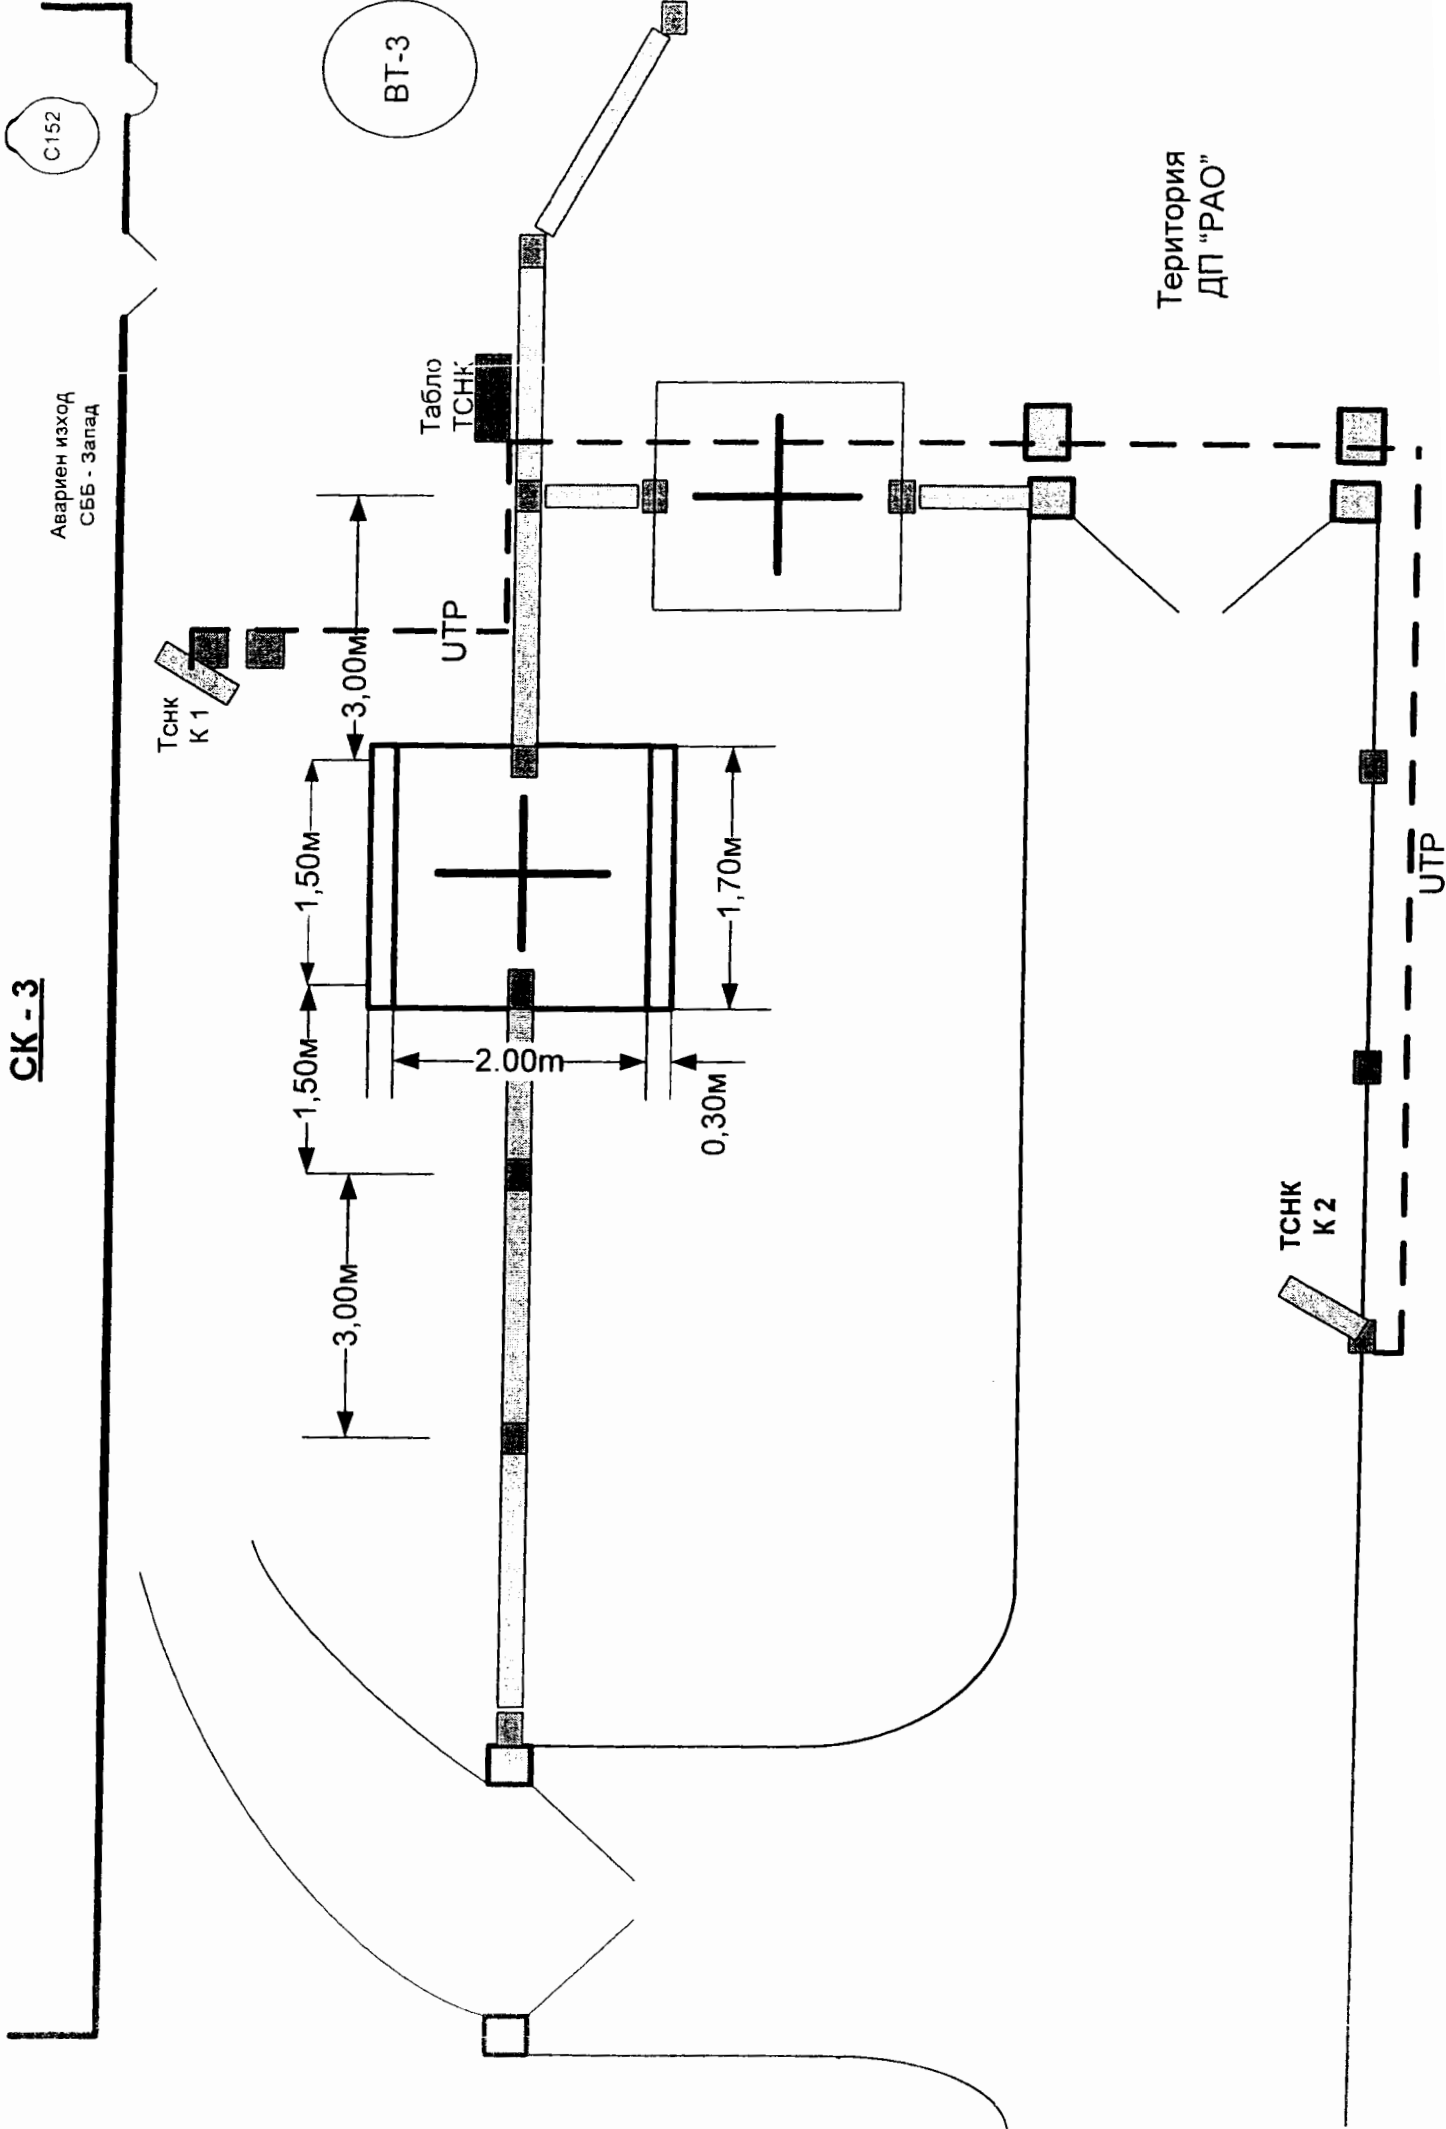 СК - 3
С152
ВТ-3
Авариен изход
СББ - Запад
Табло
ТСНК
Територия
ДП "РАО"
Тснк
К 1
UTP
3,00м
1,50м
1,50м
1,70м
2.00m
0,30м
3,00м
ТСНК
К 2
UTP